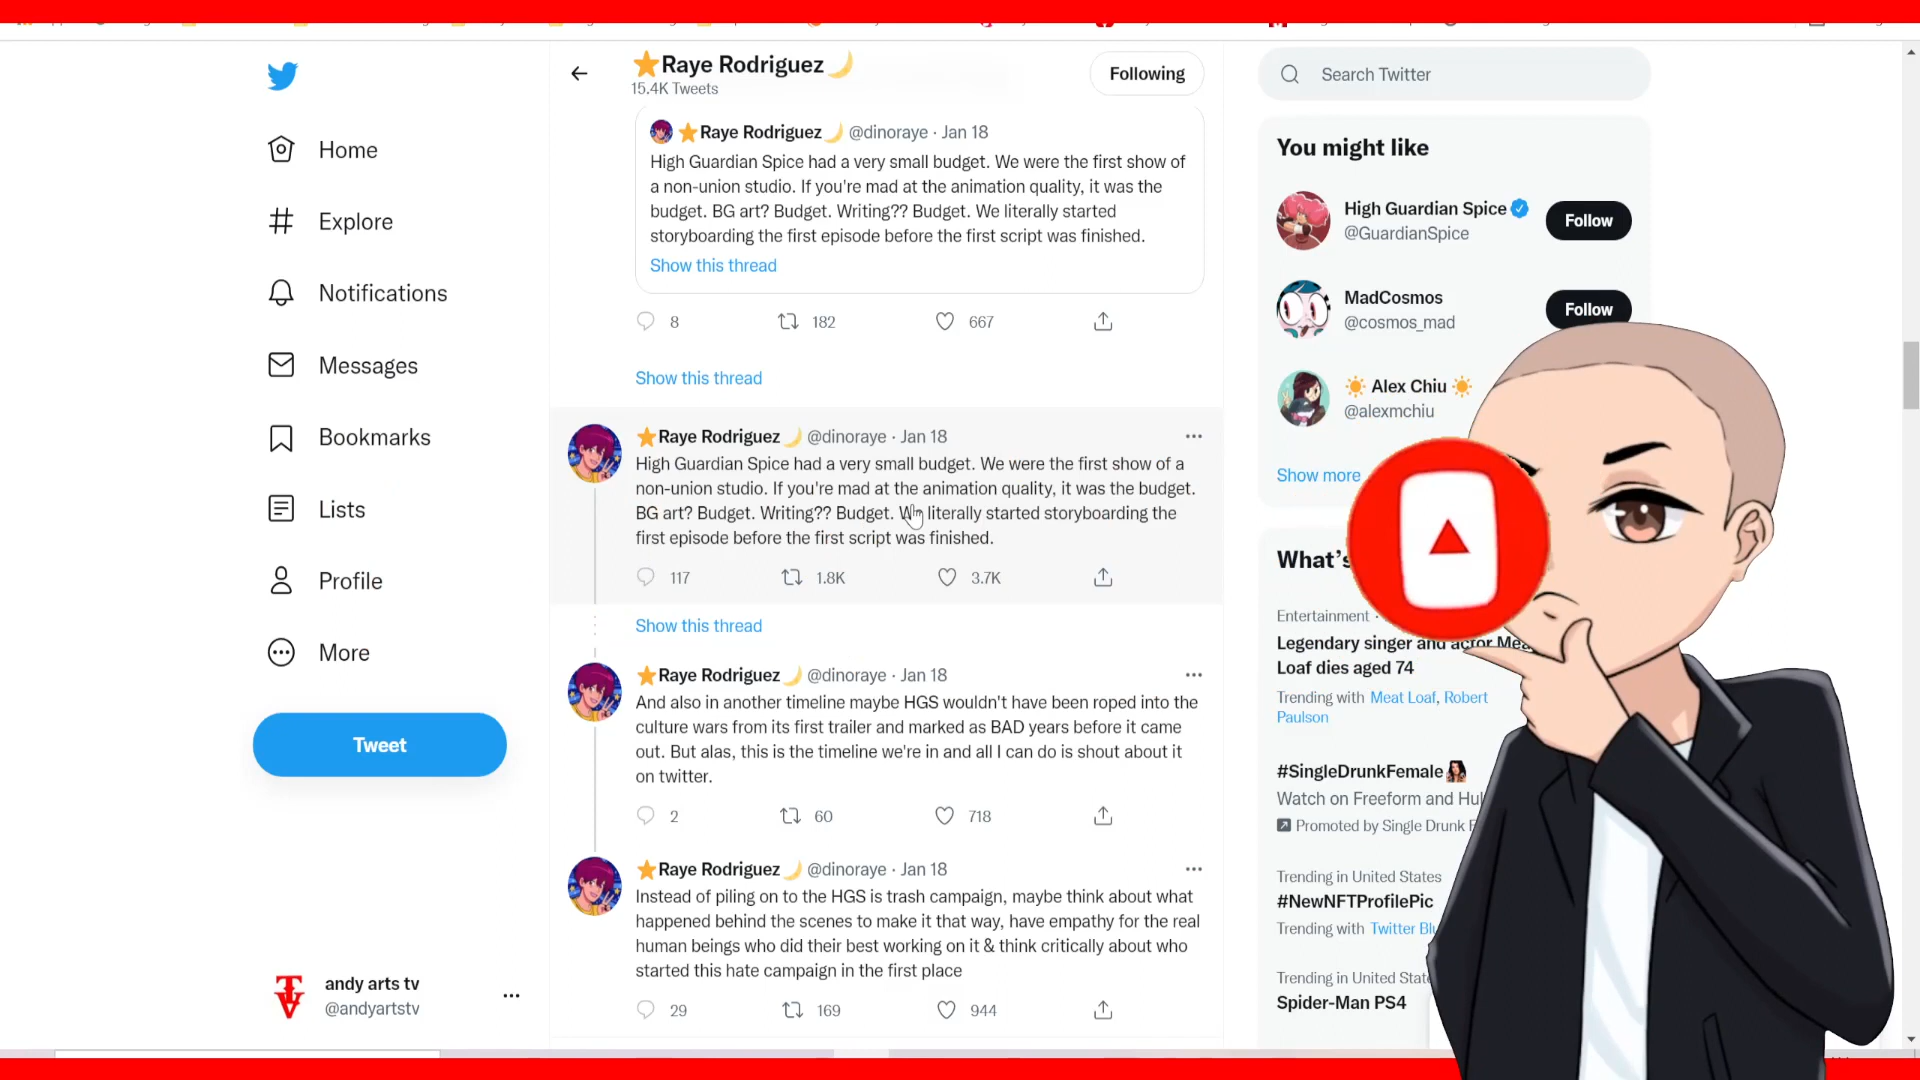 ⭐Raye Rodriguez🌙
15.4K Tweets
Following
Search Twitter
Home
Explore
Notifications
Messages
Bookmarks
Lists
Profile
More
Tweet
andy arts tv
@andyartstv
⭐Raye Rodriguez🌙 @dinoraye · Jan 18
High Guardian Spice had a very small budget. We were the first show of
a non-union studio. If you're mad at the animation quality, it was the
budget. BG art? Budget. Writing?? Budget. We literally started
storyboarding the first episode before the first script was finished.
Show this thread
8 182 667
Show this thread
⭐Raye Rodriguez🌙 @dinoraye · Jan 18
High Guardian Spice had a very small budget. We were the first show of a
non-union studio. If you're mad at the animation quality, it was the budget.
BG art? Budget. Writing?? Budget. We literally started storyboarding the
first episode before the first script was finished.
117 1.8K 3.7K
Show this thread
⭐Raye Rodriguez🌙 @dinoraye · Jan 18
And also in another timeline maybe HGS wouldn't have been roped into the
culture wars from its first trailer and marked as BAD years before it came
out. But alas, this is the timeline we're in and all I can do is shout about it
on twitter.
2 60 718
⭐Raye Rodriguez🌙 @dinoraye · Jan 18
Instead of piling on to the HGS is trash campaign, maybe think about what
happened behind the scenes to make it that way, have empathy for the real
human beings who did their best working on it & think critically about who
started this hate campaign in the first place
29 169 944
You might like
High Guardian Spice
@GuardianSpice
Follow
MadCosmos
@cosmos_mad
Follow
☀️ Alex Chiu ☀️
@alexmchiu
Show more
What's
Entertainment ·
Legendary singer and actor Mea
Loaf dies aged 74
Trending with Meat Loaf, Robert
Paulson
#SingleDrunkFemale
Watch on Freeform and Hul
Promoted by Single Drunk F
Trending in United States
#NewNFTProfilePic
Trending with Twitter Blu
Trending in United State
Spider-Man PS4